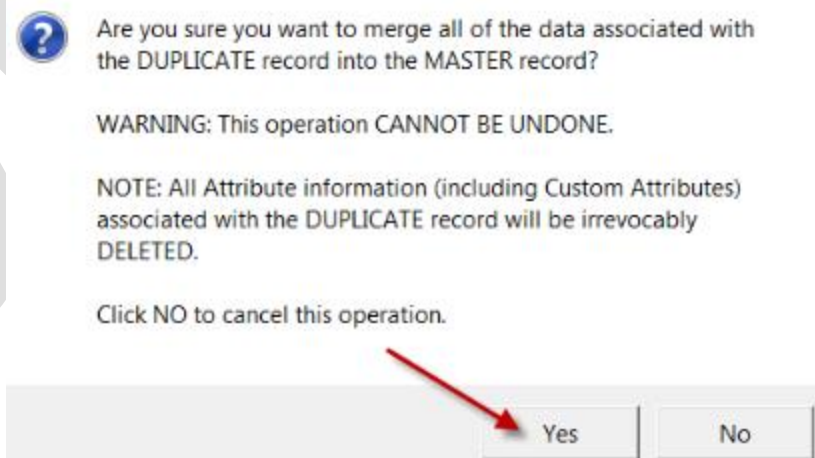 Are you sure you want to merge all of the data associated with
the DUPLICATE record into the MASTER record?
WARNING: This operation CANNOT BE UNDONE.
NOTE: All Attribute information (including Custom Attributes)
associated with the DUPLICATE record will be irrevocably
DELETED.
Click NO to cancel this operation.
Yes No